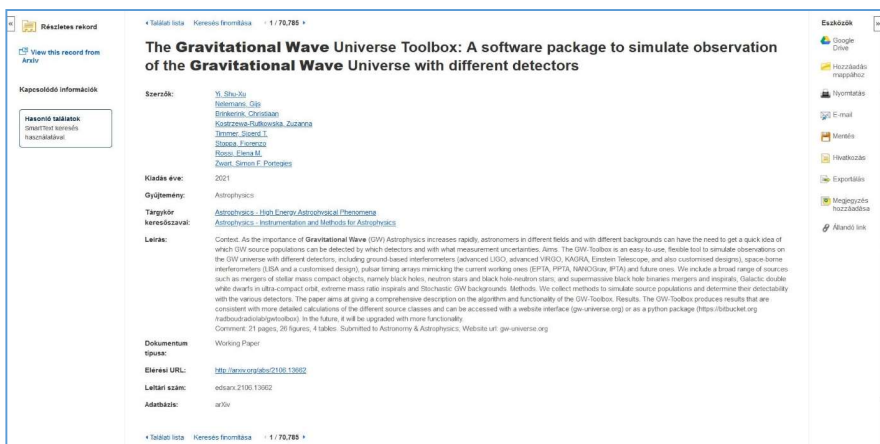 Részletes rekord
View this record from
Arxiv
Kapcsolódó információk
Hasonló találatok
SmartText keresés
használatával
Találati lista Keresés finomítása 1 / 70,785
The Gravitational Wave Universe Toolbox: A software package to simulate observation
of the Gravitational Wave Universe with different detectors
Szerzők: Yi, Shu-Xu
Nelemans, Gijs
Brinkerink, Christiaan
Kostrzewa-Rutkowska, Zuzanna
Timmer, Sjoerd T.
Stoppa, Fiorenzo
Rossi, Elena M.
Zwart, Simon F. Portegies
Kiadás éve: 2021
Gyűjtemény: Astrophysics
Tárgykör Astrophysics - High Energy Astrophysical Phenomena
keresőszavai: Astrophysics - Instrumentation and Methods for Astrophysics
Leírás: Context. As the importance of Gravitational Wave (GW) Astrophysics increases rapidly, astronomers in different fields and with different backgrounds can have the need to get a quick idea of
which GW source populations can be detected by which detectors and with what measurement uncertainties. Aims. The GW-Toolbox is an easy-to-use, flexible tool to simulate observations on
the GW universe with different detectors, including ground-based interferometers (advanced LIGO, advanced VIRGO, KAGRA, Einstein Telescope, and also customised designs), space-borne
interferometers (LISA and a customised design), pulsar timing arrays mimicking the current working ones (EPTA, PPTA, NANOGrav, IPTA) and future ones. We include a broad range of sources
such as mergers of stellar mass compact objects, namely black holes, neutron stars and black hole-neutron stars, and supermassive black hole binaries mergers and inspirals, Galactic double
white dwarfs in ultra-compact orbit, extreme mass ratio inspirals and Stochastic GW backgrounds. Methods. We collect methods to simulate source populations and determine their detectability
with the various detectors. The paper aims at giving a comprehensive description on the algorithm and functionality of the GW-Toolbox. Results. The GW-Toolbox produces results that are
consistent with more detailed calculations of the different source classes and can be accessed with a website interface (gw-universe.org) or as a python package (https://bitbucket.org
/radboudradiolab/gwtoolbox). In the future, it will be upgraded with more functionality.
Comment: 21 pages, 26 figures, 4 tables. Submitted to Astronomy & Astrophysics, Website url: gw-universe.org
Dokumentum Working Paper
típusa:
Elérési URL: http://arxiv.org/abs/2106.13662
Leltári szám: edsarx.2106.13662
Adatbázis: arXiv
Találati lista Keresés finomítása 1 / 70,785
Eszközök
Google
Drive
Hozzáadás
mappához
Nyomtatás
E-mail
Mentés
Hivatkozás
Exportálás
Megjegyzés
hozzáadása
Állandó link